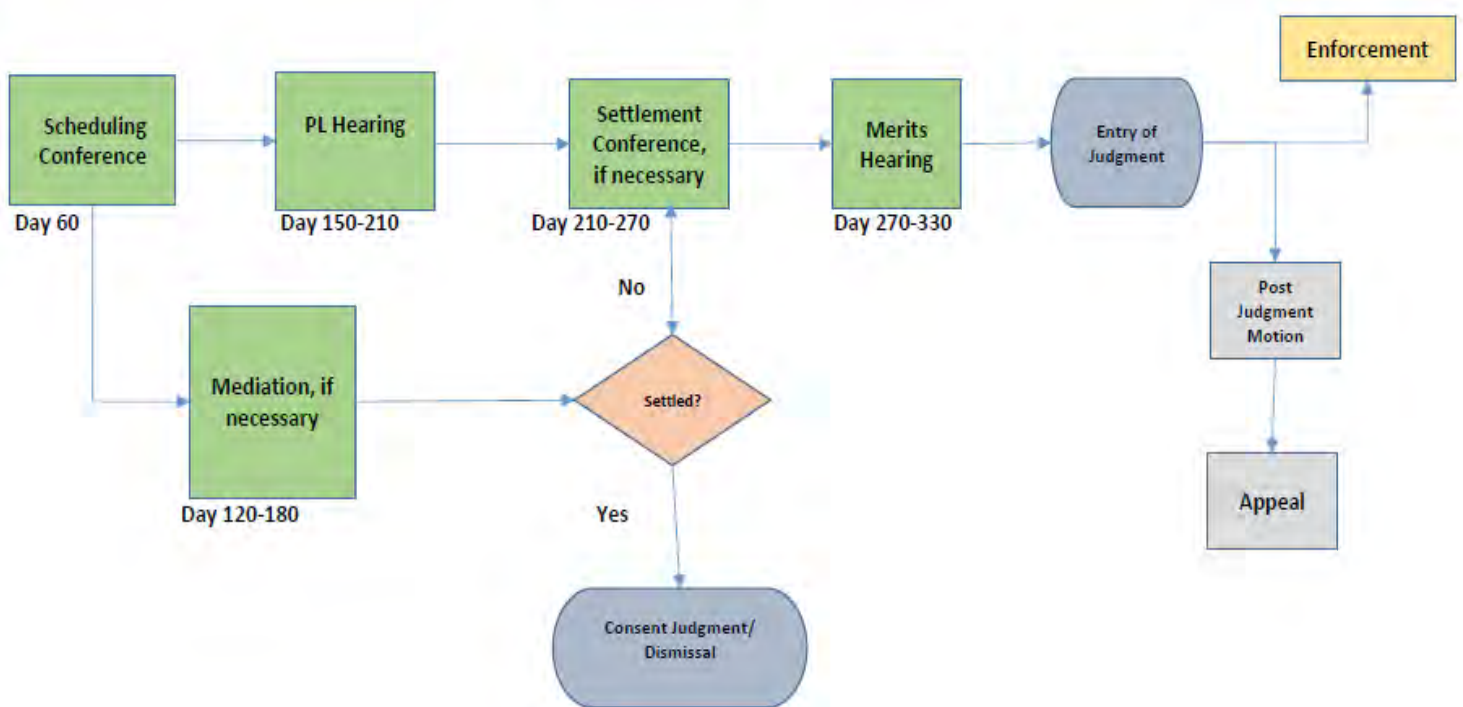 Enforcement
Scheduling
Conference
Day 60
PL Hearing
Day 150-210
Settlement
Conference,
if necessary
Day 210-270
Merits
Hearing
Day 270-330
Entry of
Judgment
No
Post
Judgment
Motion
Mediation, if
necessary
Day 120-180
Settled?
Appeal
Yes
Consent Judgment/
Dismissal